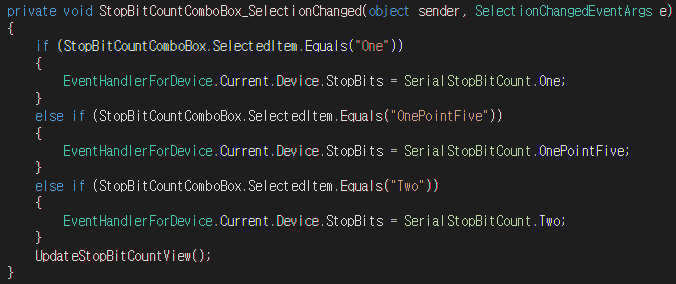 private void StopBitCountComboBox_SelectionChanged(object sender, SelectionChangedEventArgs e)
{
    if (StopBitCountComboBox.SelectedItem.Equals("One"))
    {
        EventHandlerForDevice.Current.Device.StopBits = SerialStopBitCount.One;
    }
    else if (StopBitCountComboBox.SelectedItem.Equals("OnePointFive"))
    {
        EventHandlerForDevice.Current.Device.StopBits = SerialStopBitCount.OnePointFive;
    }
    else if (StopBitCountComboBox.SelectedItem.Equals("Two"))
    {
        EventHandlerForDevice.Current.Device.StopBits = SerialStopBitCount.Two;
    }
    UpdateStopBitCountView();
}